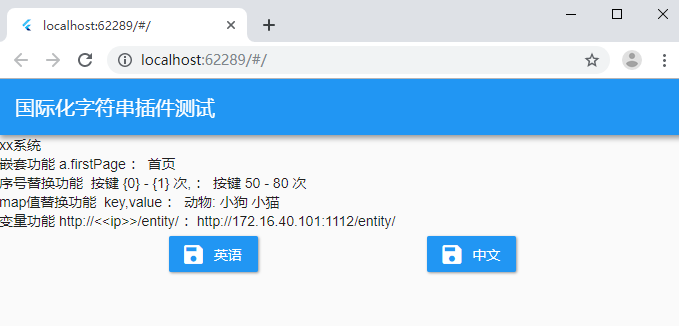 localhost:62289/#/
localhost:62289/#/
国际化字符串插件测试
xx系统
嵌套功能 a.firstPage ： 首页
序号替换功能 按键 {0} - {1} 次,： 按键 50 - 80 次
map值替换功能 key,value： 动物: 小狗 小猫
变量功能 http://<<ip>>/entity/： http://172.16.40.101:1112/entity/
英语 中文